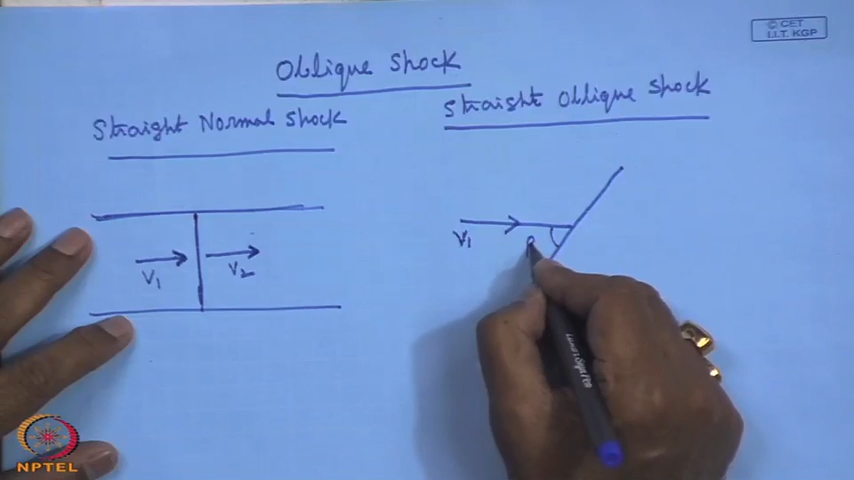 © CET
I.I.T. KGP
Oblique Shock
Straight Normal Shock
Straight Oblique Shock
V1
V2
V1
NPTEL